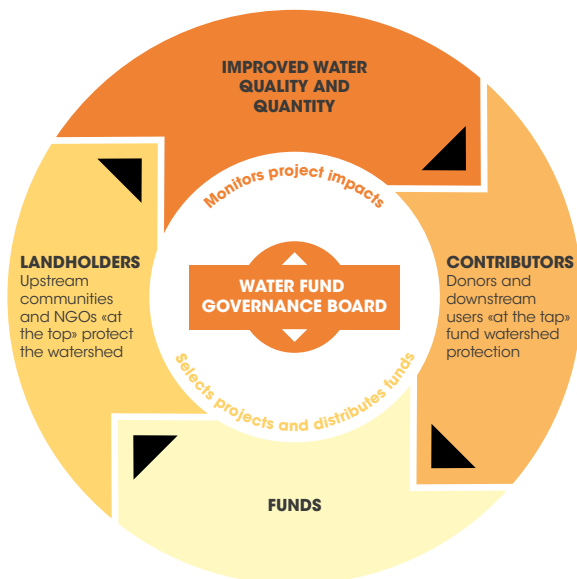 IMPROVED WATER
QUALITY AND
QUANTITY
Monitors project impacts
LANDHOLDERS
Upstream
communities
and NGOs «at
the top» protect
the watershed
WATER FUND
GOVERNANCE BOARD
CONTRIBUTORS
Donors and
downstream
users «at the tap»
fund watershed
protection
Selects projects and distributes funds
FUNDS